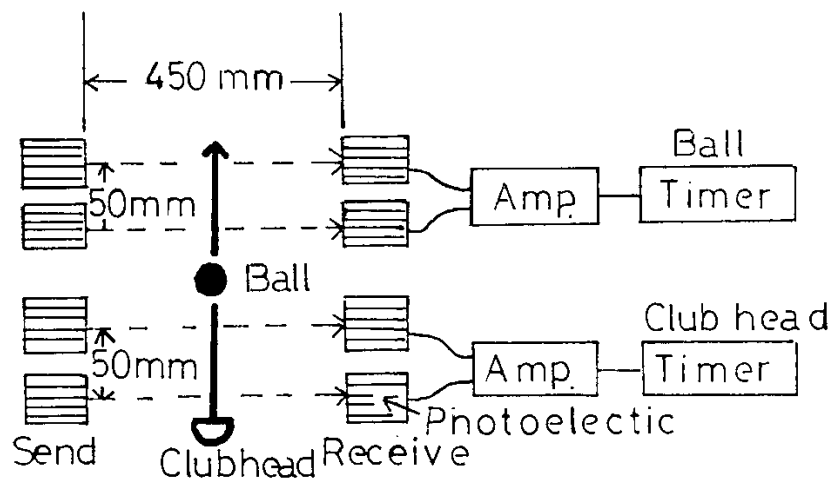 450 mm
Ball
50mm
Amp.
Timer
Ball
Club head
50mm
Amp.
Timer
Photoelectic
Send
Clubhead
Receive